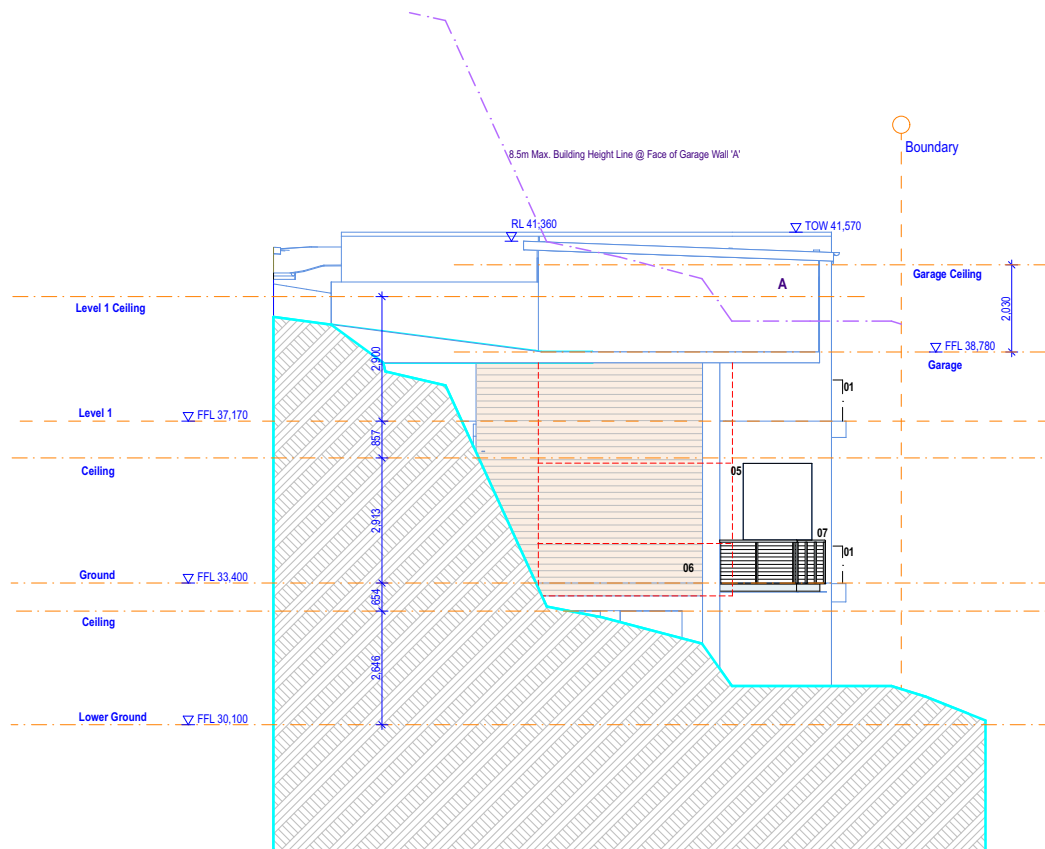 8.5m Max. Building Height Line @ Face of Garage Wall 'A'
Boundary
RL 41.360
TOW 41,570
Garage Ceiling
A
Level 1 Ceiling
2,030
FFL 38,780
Garage
2,900
01
Level 1
FFL 37,170
857
Ceiling
05
2,913
07
01
06
Ground
FFL 33,400
654
Ceiling
2,646
Lower Ground
FFL 30,100